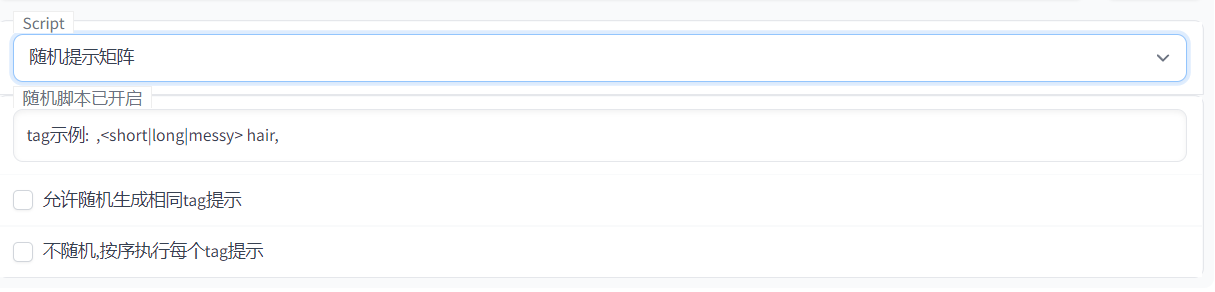 Script
随机提示矩阵
随机脚本已开启
tag示例: ,<short|long|messy> hair,
允许随机生成相同tag提示
不随机,按序执行每个tag提示